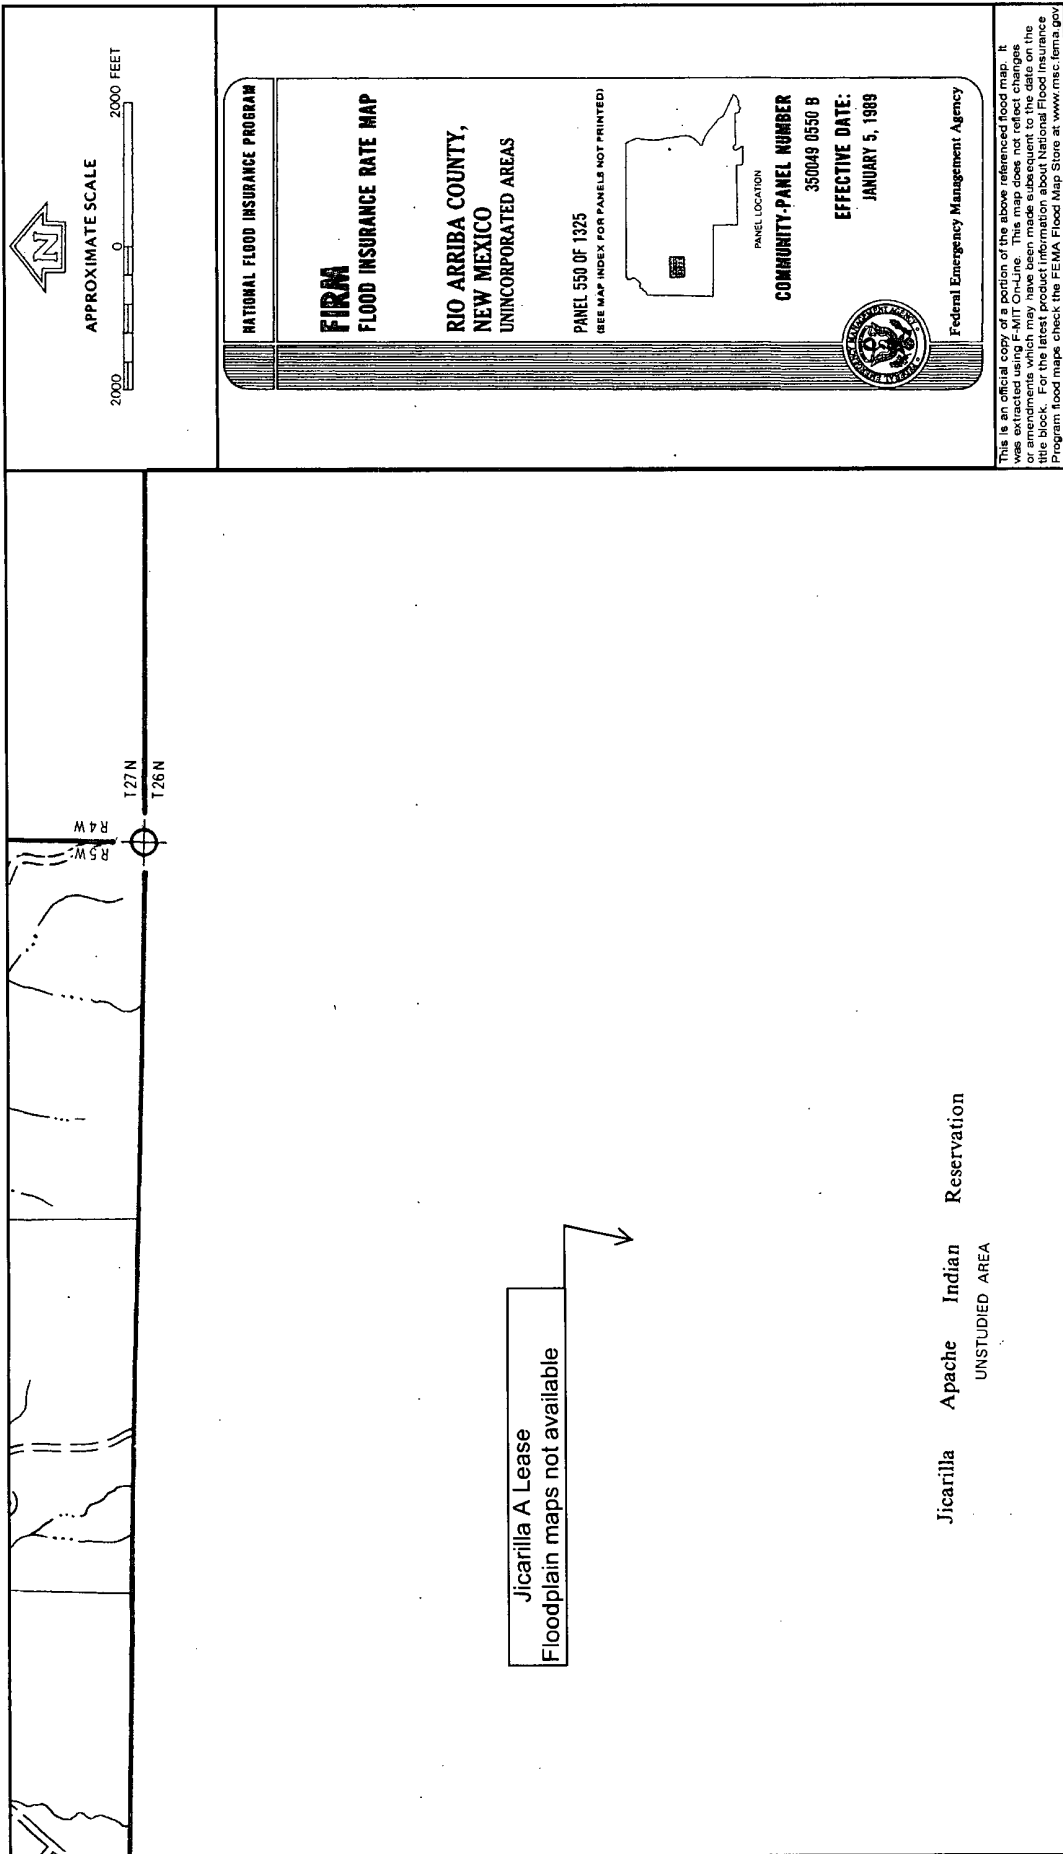 N
APPROXIMATE SCALE
2000 0 2000 FEET
NATIONAL FLOOD INSURANCE PROGRAM
FIRM
FLOOD INSURANCE RATE MAP
RIO ARRIBA COUNTY,
NEW MEXICO
UNINCORPORATED AREAS
PANEL 550 OF 1325
(SEE MAP INDEX FOR PANELS NOT PRINTED)
PANEL LOCATION
COMMUNITY-PANEL NUMBER
350049 0550 B
EFFECTIVE DATE:
JANUARY 5, 1989
FEDERAL EMERGENCY MANAGEMENT AGENCY
Federal Emergency Management Agency
This is an official copy of a portion of the above referenced flood map. It
was extracted using F-MIT On-Line. This map does not reflect changes
or amendments which may have been made subsequent to the date on the
title block. For the latest product information about National Flood Insurance
Program flood maps check the FEMA Flood Map Store at www.msc.fema.gov
R5W R4W
T27N
T26N
Jicarilla A Lease
Floodplain maps not available
Jicarilla Apache Indian Reservation
UNSTUDIED AREA